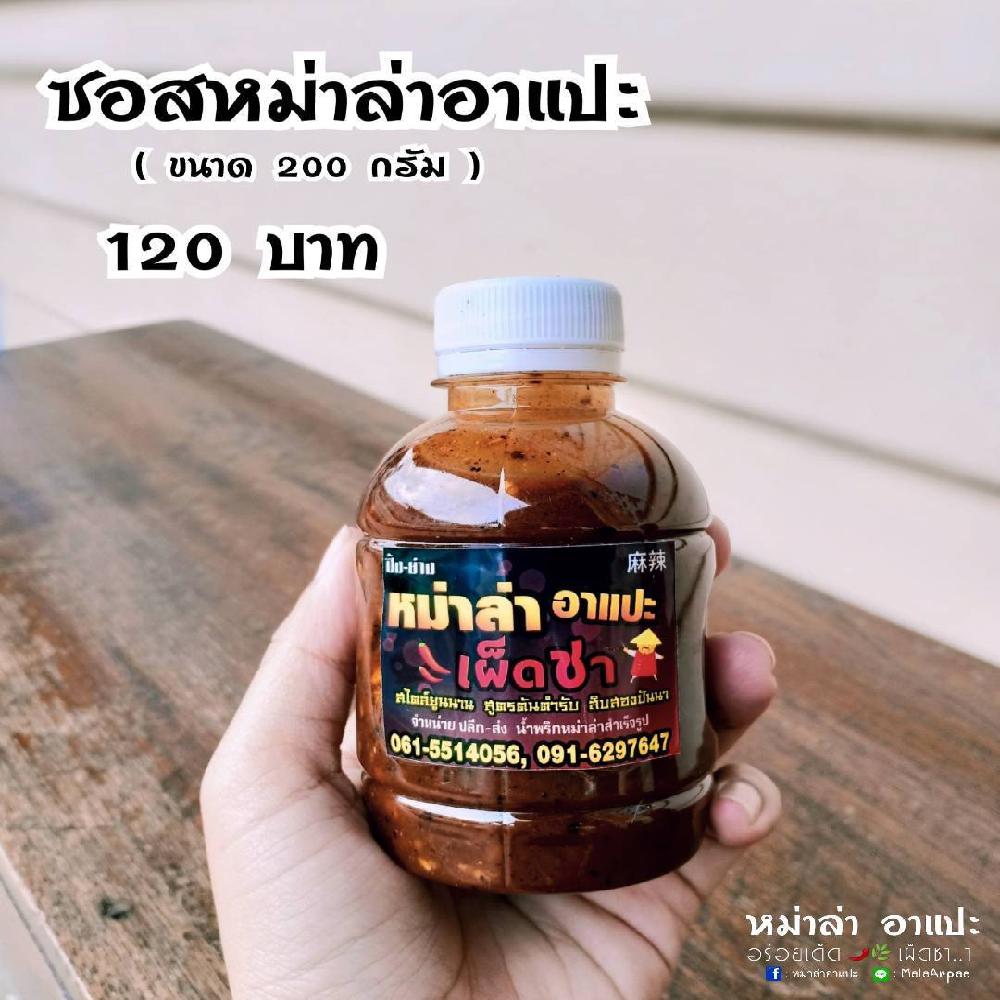 ซอสหม่าล่าอาแปะ
( ขนาด 200 กรัม )
120 บาท
ปิ้ง-ย่าง 麻辣
หม่าล่า อาแปะ
เผ็ดซ่า
สไตล์ยูนนาน สูตรต้นตำรับ สิบสองปันนา
จำหน่าย ปลีก-ส่ง น้ำพริกหม่าล่าสำเร็จรูป
061-5514056, 091-6297647
หม่าล่า อาแปะ
อร่อยเด็ด เผ็ดชา..า
f : หมาล่าอาแปะ LINE : MalaArpae